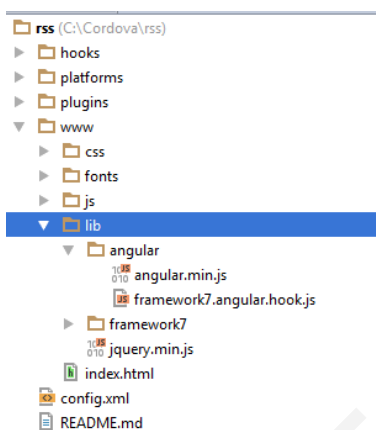 rss (C:\Cordova\rss)
hooks
platforms
plugins
www
css
fonts
js
lib
angular
angular.min.js
framework7.angular.hook.js
framework7
jquery.min.js
index.html
config.xml
README.md